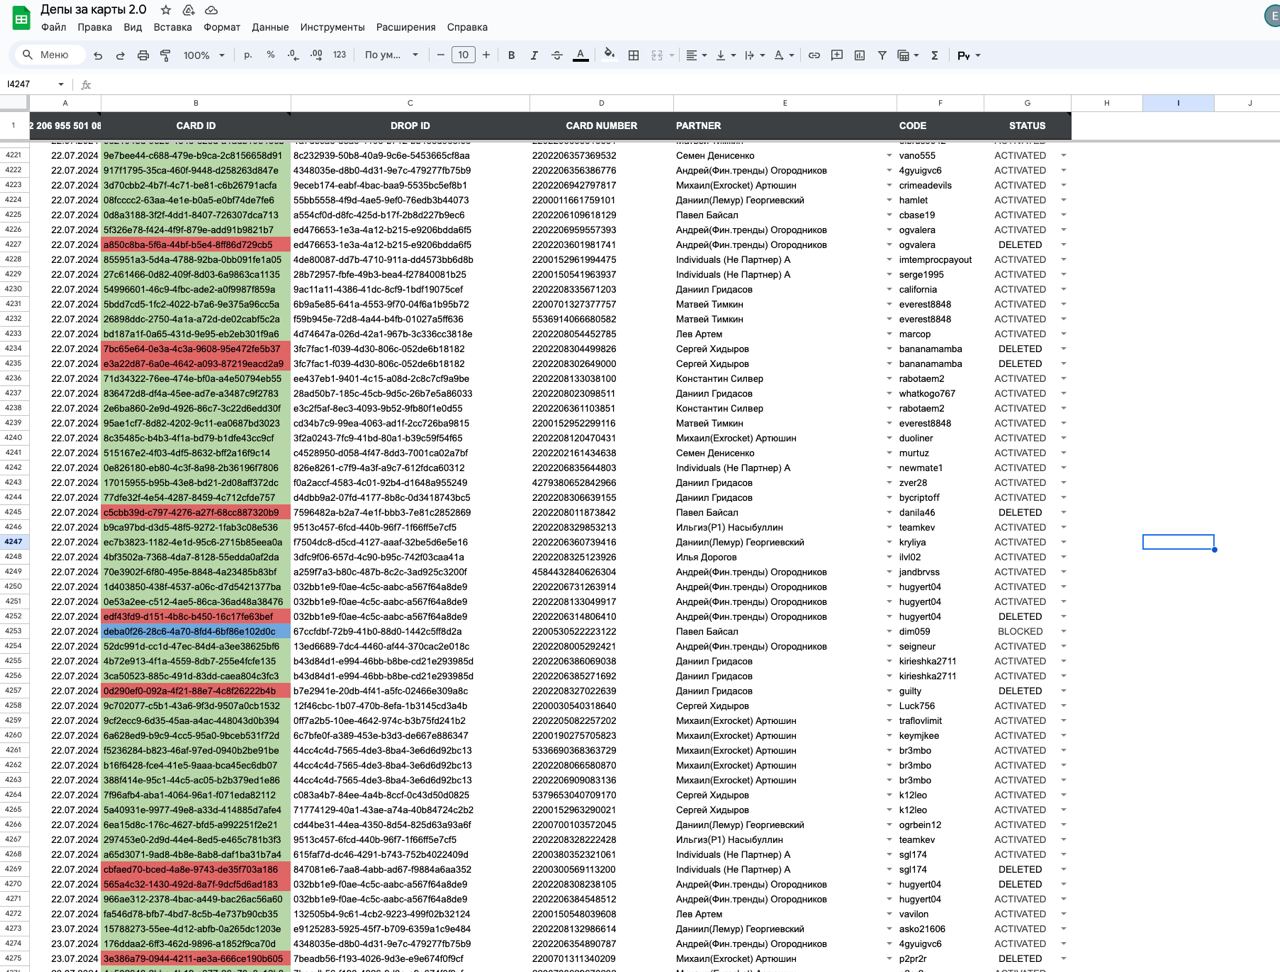 Депы за карты 2.0
E
Файл Правка Вид Вставка Формат Данные Инструменты Расширения Справка
Меню 100% р. % .0 .00 123 По ум... − 10 + B I A Σ Pv
I4247 fx
A B C D E F G H I J
1 2 206 955 501 08 CARD ID DROP ID CARD NUMBER PARTNER CODE STATUS
4221 22.07.2024 9e7bee44-c688-479e-b9ca-2c8156658d91 8c232939-50b8-40a9-9c6e-5453665cf8aa 2202206357369532 Семен Денисенко vano555 ACTIVATED
4222 22.07.2024 917f1795-35ca-460f-9448-d258263d847e 4348035e-d8d0-4d31-9e7c-479277fb75b9 2202206356386776 Андрей(Фин.тренды) Огородников 4gyuigvc6 ACTIVATED
4223 22.07.2024 3d70cbb2-4b7f-4c71-be81-c6b26791acfa 9eceb174-eabf-4bac-baa9-5535bc5ef8b1 2202206942797817 Михаил(Exrocket) Артюшин crimeadevils ACTIVATED
4224 22.07.2024 08fcccc2-63aa-4e1e-b0a5-e0bf74de7fe6 55bb5558-4f9d-4ae5-9ef0-76edb3b44073 2200011661759101 Даниил(Лемур) Георгиевский hamlet ACTIVATED
4225 22.07.2024 0d8a3188-3f2f-4dd1-8407-726307dca713 a554cf0d-d8fc-425d-b17f-2b8d227b9ec6 2202206109618129 Павел Байсал cbase19 ACTIVATED
4226 22.07.2024 5f326e78-f424-4f9f-879e-add91b9821b7 ed476653-1e3a-4a12-b215-e9206bdda6f5 2202206959557393 Андрей(Фин.тренды) Огородников ogvalera ACTIVATED
4227 22.07.2024 a850c8ba-5f6a-44bf-b5e4-8ff86d729cb5 ed476653-1e3a-4a12-b215-e9206bdda6f5 2202203601981741 Андрей(Фин.тренды) Огородников ogvalera DELETED
4228 22.07.2024 855951a3-5d4a-4788-92ba-0bb091fe1a05 4de80087-dd7b-4710-911a-dd4573bb6d8b 2200152961994475 Individuals (Не Партнер) А imtemprocpayout ACTIVATED
4229 22.07.2024 27c61466-0d82-409f-8d03-6a9863ca1135 28b72957-fbfe-49b3-bea4-f27840081b25 2200150541963937 Individuals (Не Партнер) А serge1995 ACTIVATED
4230 22.07.2024 54996601-46c9-4fbc-ade2-a0f9987f859a 9ac11a11-4386-41dc-8cf9-1bdf19075cef 2202208335671203 Даниил Гридасов california ACTIVATED
4231 22.07.2024 5bdd7cd5-1fc2-4022-b7a6-9e375a96cc5a 6b9a5e85-641a-4553-9f70-04f6a1b95b72 2200701327377757 Матвей Тимкин everest8848 ACTIVATED
4232 22.07.2024 26898ddc-2750-4a1a-a72d-de02cabf5c2a f59b945e-72d8-4a44-b4fb-01027a5ff636 5536914066680582 Матвей Тимкин everest8848 ACTIVATED
4233 22.07.2024 bd187a1f-0a65-431d-9e95-eb2eb301f9a6 4d74647a-026d-42a1-967b-3c336cc3818e 2202208054452785 Лев Артем marcop ACTIVATED
4234 22.07.2024 7bc65e64-0e3a-4c3a-9608-95e472fe5b37 3fc7fac1-f039-4d30-806c-052de6b18182 2202208304499826 Сергей Хидыров bananamamba DELETED
4235 22.07.2024 e3a22d87-6a0e-4642-a093-87219eacd2a9 3fc7fac1-f039-4d30-806c-052de6b18182 2202208302649000 Сергей Хидыров bananamamba DELETED
4236 22.07.2024 71d34322-76ee-474e-bf0a-a4e50794eb55 ee437eb1-9401-4c15-a08d-2c8c7cf9a9be 2202208133038100 Константин Силвер rabotaem2 ACTIVATED
4237 22.07.2024 836472d8-df4a-45ee-ad7e-a3487c9f2783 28ad50b7-185c-45cb-9d5c-26b7e5a86033 2202208023098511 Даниил Гридасов whatkogo767 ACTIVATED
4238 22.07.2024 2e6ba860-2e9d-4926-86c7-3c22d6edd30f e3c2f5af-8ec3-4093-9b52-9fb80f1e0d55 2202206361103851 Константин Силвер rabotaem2 ACTIVATED
4239 22.07.2024 95ae1cf7-8d82-4202-9c11-ea0687bd3023 cd34b7c9-99ea-4063-ad1f-2cc726ba9815 2200152952299116 Матвей Тимкин everest8848 ACTIVATED
4240 22.07.2024 8c35485c-b4b3-4f1a-bd79-b1dfe43cc9cf 3f2a0243-7fc9-41bd-80a1-b39c59f54f65 2202208120470431 Михаил(Exrocket) Артюшин duoliner ACTIVATED
4241 22.07.2024 515167e2-4f03-4df5-8632-bff2a16f9c14 c4528950-d058-4f47-8dd3-7001ca02a7bf 2202202161434638 Семен Денисенко murtuz ACTIVATED
4242 22.07.2024 0e826180-eb80-4c3f-8a98-2b36196f7806 826e8261-c7f9-4a3f-a9c7-612fdca60312 2202206835644803 Individuals (Не Партнер) А newmate1 ACTIVATED
4243 22.07.2024 17015955-b95b-43e8-bd21-2d08aff372dc f0a2accf-4583-4c01-92b4-d1648a955249 4279380652842966 Даниил Гридасов zver28 ACTIVATED
4244 22.07.2024 77dfe32f-4e54-4287-8459-4c712cfde757 d4dbb9a2-07fd-4177-8b8c-0d3418743bc5 2202208306639155 Даниил Гридасов bycriptoff ACTIVATED
4245 22.07.2024 c5cbb39d-c797-4276-a27f-68cc887320b9 7596482a-b2a7-4e1f-bbb3-7e81c2852869 2202208011873842 Павел Байсал danila46 DELETED
4246 22.07.2024 b9ca97bd-d3d5-48f5-9272-1fab3c08e536 9513c457-6fcd-440b-96f7-1f66ff5e7cf5 2202208329853213 Ильгиз(P1) Насыбуллин teamkev ACTIVATED
4247 22.07.2024 ec7b3823-1182-4e1d-95c6-2715b85eea0a f7504dc8-d5cd-4127-aaaf-32be5d6e5e16 2202206360739416 Даниил(Лемур) Георгиевский kryliya ACTIVATED
4248 22.07.2024 4bf3502a-7368-4da7-8128-55edda0af2da 3dfc9f06-657d-4c90-b95c-742f03caa41a 2202208325123926 Илья Дорогов ilvl02 ACTIVATED
4249 22.07.2024 70e3902f-6f80-495e-8848-4a23485b83bf a259f7a3-b80c-487b-8c2c-3ad925c3200f 4584432840626304 Андрей(Фин.тренды) Огородников jandbrvss ACTIVATED
4250 22.07.2024 1d403850-438f-4537-a06c-d7d5421377ba 032bb1e9-f0ae-4c5c-aabc-a567f64a8de9 2202206731263914 Андрей(Фин.тренды) Огородников hugyert04 ACTIVATED
4251 22.07.2024 0e53a2ee-c512-4ae5-86ca-36ad48a38476 032bb1e9-f0ae-4c5c-aabc-a567f64a8de9 2202208133049917 Андрей(Фин.тренды) Огородников hugyert04 ACTIVATED
4252 22.07.2024 edf43fd9-d151-4b8c-b450-16c17fe63bef 032bb1e9-f0ae-4c5c-aabc-a567f64a8de9 2202206314806410 Андрей(Фин.тренды) Огородников hugyert04 DELETED
4253 22.07.2024 deba0f26-28c6-4a70-8fd4-6bf86e102d0c 67ccfdbf-72b9-41b0-88d0-1442c5ff8d2a 2200530522223122 Павел Байсал dim059 BLOCKED
4254 22.07.2024 52dc991d-cc1d-47ec-84d4-a3ee38625bf6 13ed6689-7dc4-4460-af44-370cac2e018c 2202208005292421 Андрей(Фин.тренды) Огородников seigneur ACTIVATED
4255 22.07.2024 4b72e913-4f1a-4559-8db7-255e4fcfe135 b43d84d1-e994-46bb-b8be-cd21e293985d 2202206386069038 Даниил Гридасов kirieshka2711 ACTIVATED
4256 22.07.2024 3ca50523-885c-491d-83dd-caea804c3fc3 b43d84d1-e994-46bb-b8be-cd21e293985d 2202206385271692 Даниил Гридасов kirieshka2711 ACTIVATED
4257 22.07.2024 0d290ef0-092a-4f21-88e7-4c8f26222b4b b7e2941e-20db-4f41-a5fc-02466e309a8c 2202208327022639 Даниил Гридасов guilty DELETED
4258 22.07.2024 9c702077-c5b1-43a6-9f3d-9507a0cb1532 12f46cbc-1b07-470b-8efa-1b3145cd3a4b 2200030540318640 Сергей Хидыров Luck756 ACTIVATED
4259 22.07.2024 9cf2ecc9-6d35-45aa-a4ac-448043d0b394 0ff7a2b5-10ee-4642-974c-b3b75fd241b2 2202205082257202 Михаил(Exrocket) Артюшин traflovlimit ACTIVATED
4260 22.07.2024 6a628ed9-b9c9-4cc5-95a0-9bceb531f72d 6c7bfe0f-a389-453e-b3d3-de667e886347 2200190275705823 Михаил(Exrocket) Артюшин keymjkee ACTIVATED
4261 22.07.2024 f5236284-b823-46af-97ed-0940b2be91be 44cc4c4d-7565-4de3-8ba4-3e6d6d92bc13 5336690368363729 Михаил(Exrocket) Артюшин br3mbo ACTIVATED
4262 22.07.2024 b16f6428-fce4-41e5-9aaa-bca45ec6db07 44cc4c4d-7565-4de3-8ba4-3e6d6d92bc13 2202208066580870 Михаил(Exrocket) Артюшин br3mbo ACTIVATED
4263 22.07.2024 388f414e-95c1-44c5-ac05-b2b379ed1e86 44cc4c4d-7565-4de3-8ba4-3e6d6d92bc13 2202206909083136 Михаил(Exrocket) Артюшин br3mbo ACTIVATED
4264 22.07.2024 7f96afb4-aba1-4064-96a1-f071eda82112 c083a4b7-84ee-4a4b-8ccf-0c43d50d0825 5379653040709170 Сергей Хидыров k12leo ACTIVATED
4265 22.07.2024 5a40931e-9977-49e8-a33d-414885d7afe4 71774129-40a1-43ae-a74a-40b84724c2b2 2200152963290021 Сергей Хидыров k12leo ACTIVATED
4266 22.07.2024 6ea15d8c-176c-4627-bfd5-a992251f2e21 cd44be31-44ea-4350-8d54-825d63a93a6f 2200700103572045 Даниил(Лемур) Георгиевский ogrbein12 ACTIVATED
4267 22.07.2024 297453e0-2d9d-44e4-8ed5-e465c781b3f3 9513c457-6fcd-440b-96f7-1f66ff5e7cf5 2202208328222428 Ильгиз(P1) Насыбуллин teamkev ACTIVATED
4268 22.07.2024 a65d3071-9ad8-4b8e-8ab8-daf1ba31b7a4 615faf7d-dc46-4291-b743-752b4022409d 2200380352321061 Individuals (Не Партнер) А sgl174 ACTIVATED
4269 22.07.2024 cbfaed70-bced-4a8e-9743-de35f703a186 847081e6-7aa8-4abb-ad67-f9884a6aa352 2200300569113200 Individuals (Не Партнер) А sgl174 DELETED
4270 22.07.2024 565a4c32-1430-492d-8a7f-9dcf5d6ad183 032bb1e9-f0ae-4c5c-aabc-a567f64a8de9 2202208308238105 Андрей(Фин.тренды) Огородников hugyert04 DELETED
4271 22.07.2024 966ae312-2378-4bac-a449-bac26ac56a60 032bb1e9-f0ae-4c5c-aabc-a567f64a8de9 2202206384548512 Андрей(Фин.тренды) Огородников hugyert04 ACTIVATED
4272 22.07.2024 fa546d78-bfb7-4bd7-8c5b-4e737b90cb35 132505b4-9c61-4cb2-9223-499f02b32124 2200150548039608 Лев Артем vavilon ACTIVATED
4273 23.07.2024 15788273-55ee-4d12-abfb-0a265dc1203e e9125283-5925-45f7-b709-6359a1c9e484 2202208132986614 Даниил Гридасов asko21606 ACTIVATED
4274 23.07.2024 176ddaa2-6ff3-462d-9896-a1852f9ca70d 4348035e-d8d0-4d31-9e7c-479277fb75b9 2202206354890787 Андрей(Фин.тренды) Огородников 4gyuigvc6 ACTIVATED
4275 23.07.2024 3e386a79-0944-4211-ae3a-666ce190b605 7beadb56-f193-4026-9d3e-e9e674f0f9cf 2200701311340209 Михаил(Exrocket) Артюшин p2pr2r DELETED